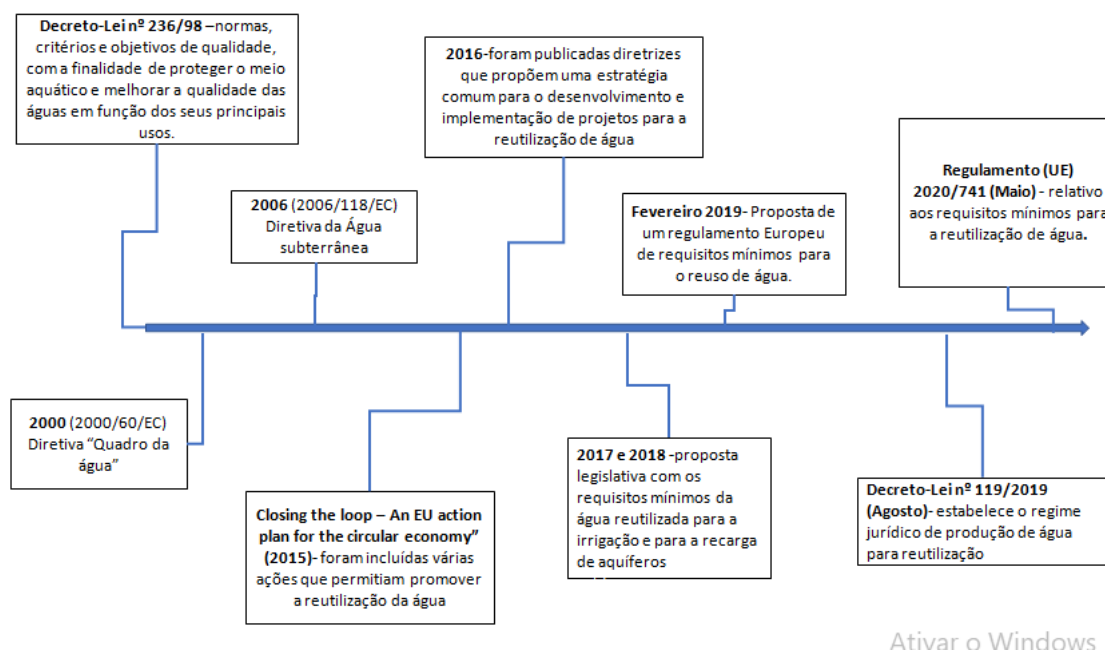 Decreto-Lei nº 236/98 –normas,
critérios e objetivos de qualidade,
com a finalidade de proteger o meio
aquático e melhorar a qualidade das
águas em função dos seus principais
usos.
2016-foram publicadas diretrizes
que propõem uma estratégia
comum para o desenvolvimento e
implementação de projetos para a
reutilização de água
2006 (2006/118/EC)
Diretiva da Água
subterrânea
Fevereiro 2019- Proposta de
um regulamento Europeu
de requisitos mínimos para
o reuso de água.
Regulamento (UE)
2020/741 (Maio) - relativo
aos requisitos mínimos para
a reutilização de água.
2000 (2000/60/EC)
Diretiva “Quadro da
água”
Closing the loop – An EU action
plan for the circular economy”
(2015)- foram incluídas várias
ações que permitiam promover
a reutilização da água
2017 e 2018 -proposta
legislativa com os
requisitos mínimos da
água reutilizada para a
irrigação e para a recarga
de aquíferos
Decreto-Lei nº 119/2019
(Agosto)- estabelece o regime
jurídico de produção de água
para reutilização
Ativar o Windows